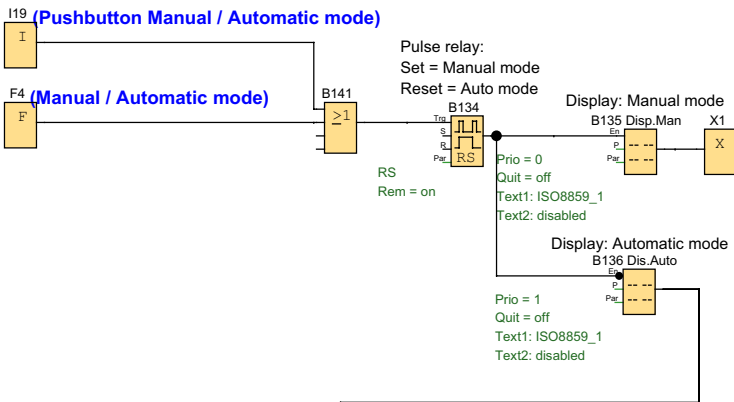 I19 (Pushbutton Manual / Automatic mode)
I
Pulse relay:
Set = Manual mode
Reset = Auto mode
F4 (Manual / Automatic mode)
F
B141
≥1
B134
Trg
S
R
Par
RS
RS
Rem = on
Display: Manual mode
B135 Disp.Man
En
P
Par
X1
X
Prio = 0
Quit = off
Text1: ISO8859_1
Text2: disabled
Display: Automatic mode
B136 Dis.Auto
En
P
Par
Prio = 1
Quit = off
Text1: ISO8859_1
Text2: disabled